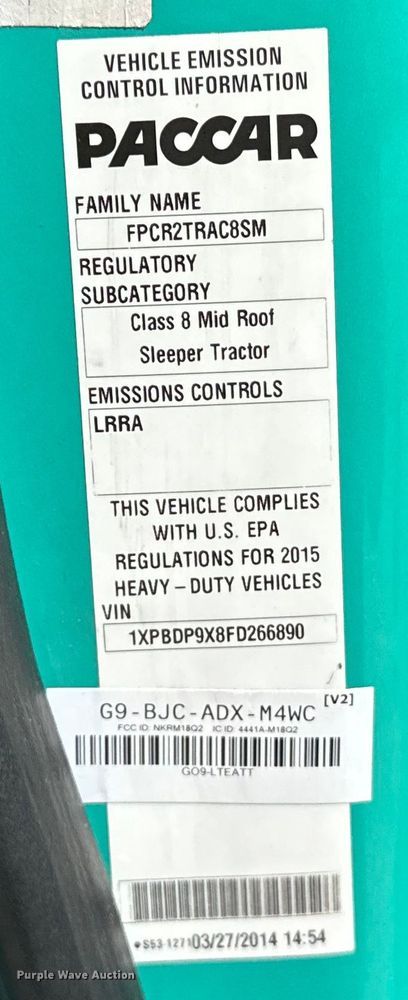 VEHICLE EMISSION
CONTROL INFORMATION
PACCAR
FAMILY NAME
FPCR2TRAC8SM
REGULATORY
SUBCATEGORY
Class 8 Mid Roof
Sleeper Tractor
EMISSIONS CONTROLS
LRRA
THIS VEHICLE COMPLIES
WITH U.S. EPA
REGULATIONS FOR 2015
HEAVY – DUTY VEHICLES
VIN
1XPBDP9X8FD266890
G9-BJC-ADX-M4WC [V2]
FCC ID: NKRM18Q2 IC ID: 4441A-M18Q2
GO9-LTEATT
S53-1271 03/27/2014 14:54
Purple Wave Auction